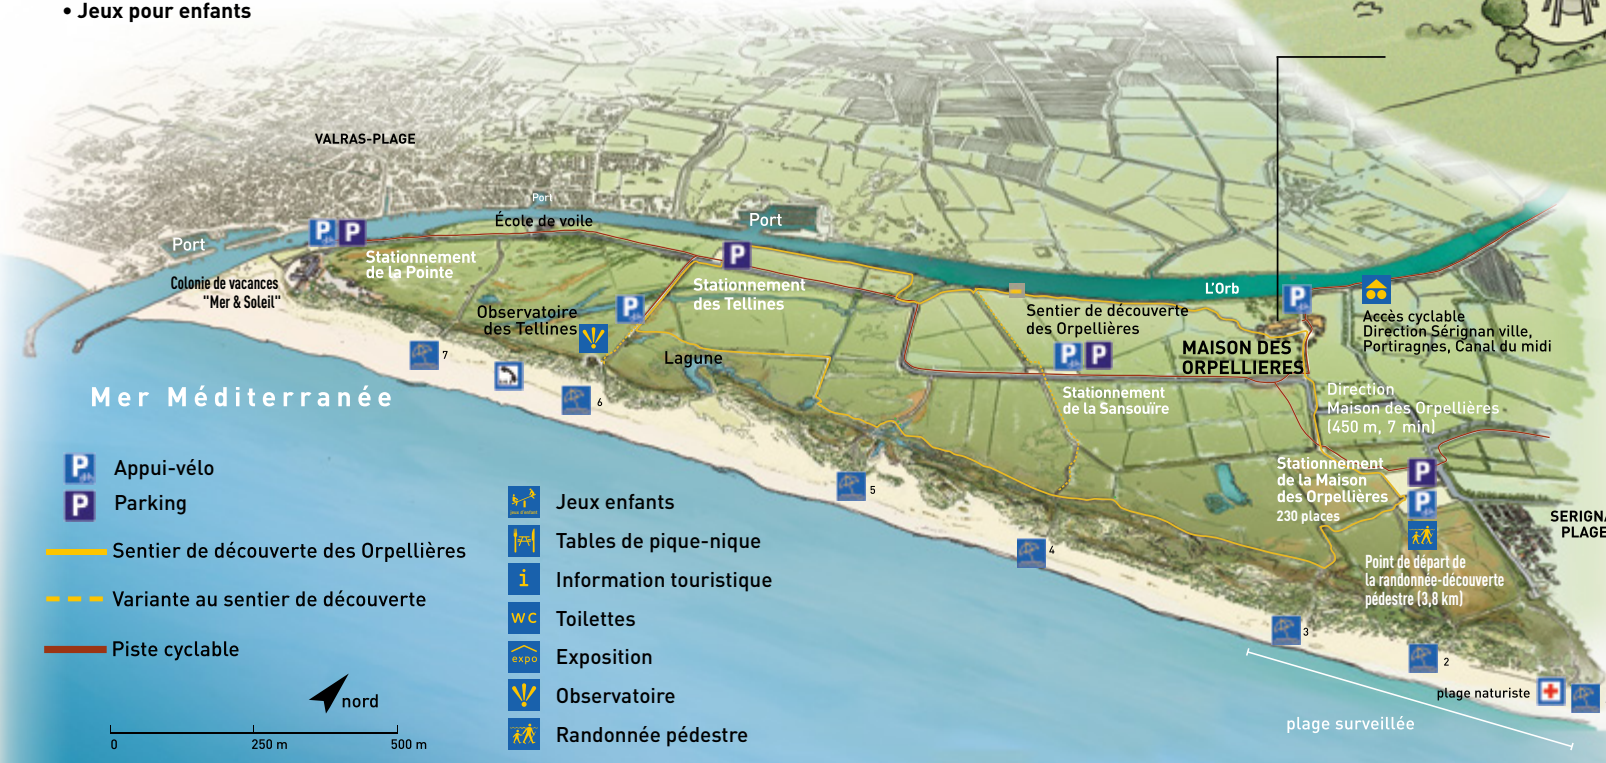 • Jeux pour enfants
VALRAS-PLAGE
Port
École de voile
Port
Port
P
P
Stationnement
de la Pointe
Colonie de vacances
"Mer & Soleil"
P
Stationnement
des Tellines
P
Observatoire
des Tellines
Lagune
L'Orb
P
Sentier de découverte
des Orpellières
P
P
MAISON DES
ORPELLIERES
Accès cyclable
Direction Sérignan ville,
Portiragnes, Canal du midi
Stationnement
de la Sansouïre
Direction
Maison des Orpellières
(450 m, 7 min)
Stationnement
de la Maison
des Orpellières
230 places
P
P
SERIGNA
PLAGE
Point de départ de
la randonnée-découverte
pédestre (3,8 km)
7
6
5
4
3
2
plage naturiste
plage surveillée
Mer Méditerranée
P Appui-vélo
P Parking
Sentier de découverte des Orpellières
Variante au sentier de découverte
Piste cyclable
nord
0 250 m 500 m
Jeux enfants
Tables de pique-nique
i Information touristique
wc Toilettes
expo Exposition
Observatoire
Randonnée pédestre